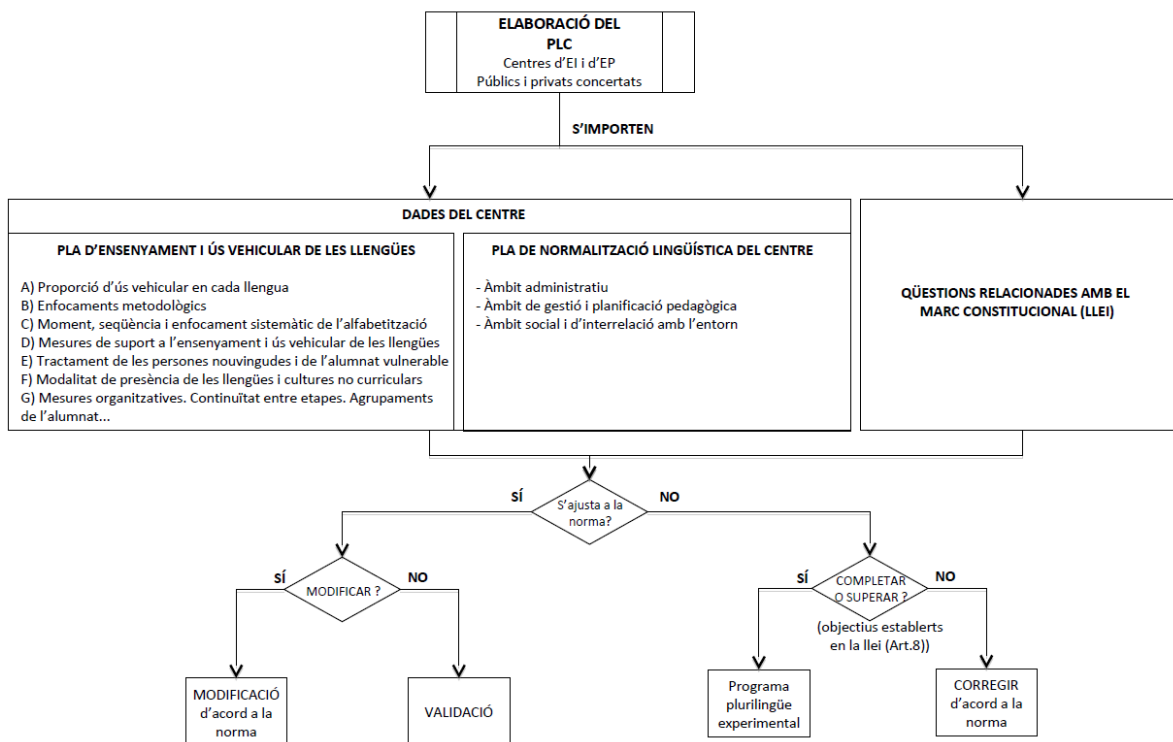 ELABORACIÓ DEL
PLC
Centres d'EI i d'EP
Públics i privats concertats
S'IMPORTEN
DADES DEL CENTRE
PLA D'ENSENYAMENT I ÚS VEHICULAR DE LES LLENGÜES
A) Proporció d'ús vehicular en cada llengua
B) Enfocaments metodològics
C) Moment, seqüència i enfocament sistemàtic de l'alfabetització
D) Mesures de suport a l'ensenyament i ús vehicular de les llengües
E) Tractament de les persones nouvingudes i de l'alumnat vulnerable
F) Modalitat de presència de les llengües i cultures no curriculars
G) Mesures organitzatives. Continuïtat entre etapes. Agrupaments
de l'alumnat...
PLA DE NORMALITZACIÓ LINGÜÍSTICA DEL CENTRE
- Àmbit administratiu
- Àmbit de gestió i planificació pedagògica
- Àmbit social i d'interrelació amb l'entorn
QÜESTIONS RELACIONADES AMB EL
MARC CONSTITUCIONAL (LLEI)
SÍ
S'ajusta a la
norma?
NO
SÍ
MODIFICAR ?
NO
SÍ
COMPLETAR
O SUPERAR ?
NO
(objectius establerts
en la llei (Art.8))
MODIFICACIÓ
d'acord a la
norma
VALIDACIÓ
Programa
plurilingüe
experimental
CORREGIR
d'acord a la
norma